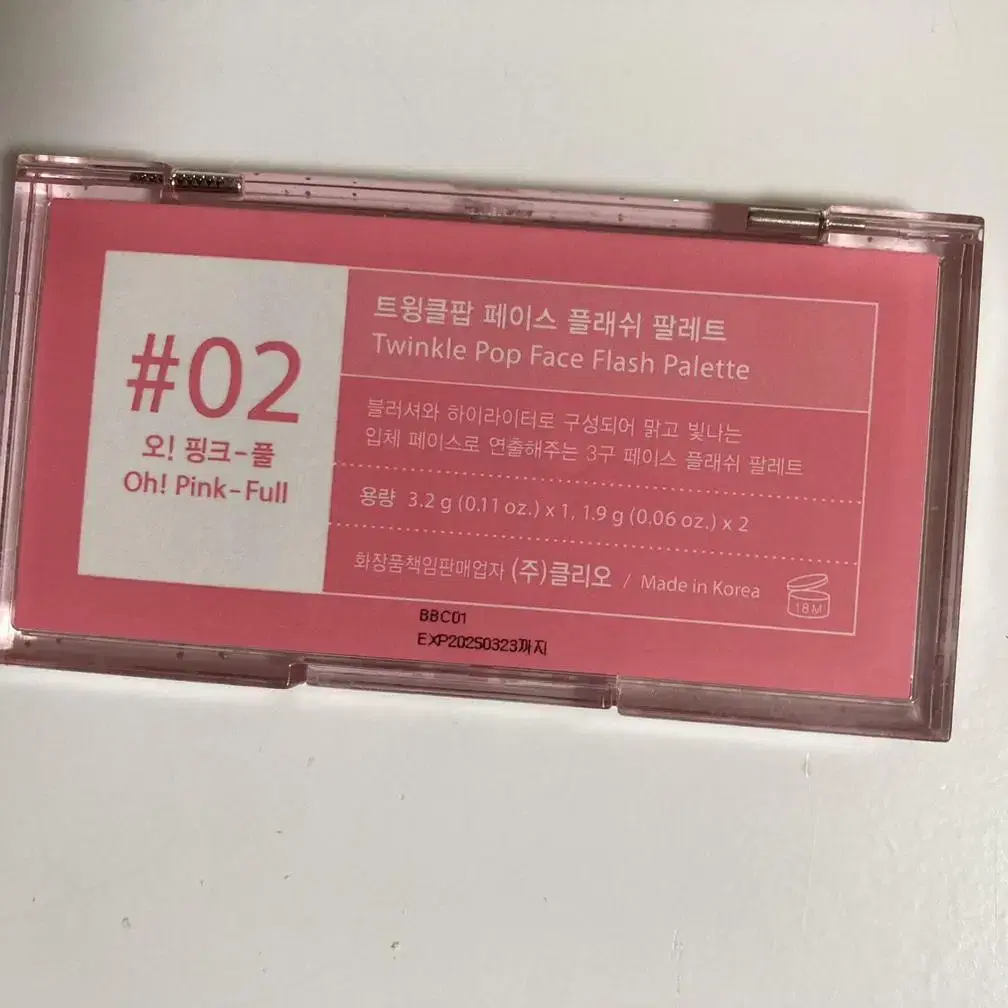 #02
오! 핑크-풀
Oh! Pink-Full
트윙클팝 페이스 플래쉬 팔레트
Twinkle Pop Face Flash Palette
블러셔와 하이라이터로 구성되어 맑고 빛나는
입체 페이스로 연출해주는 3구 페이스 플래쉬 팔레트
용량 3.2 g (0.11 oz.) x 1, 1.9 g (0.06 oz.) x 2
화장품책임판매업자 (주)클리오 / Made in Korea
18M
BBC01
EXP20250323까지